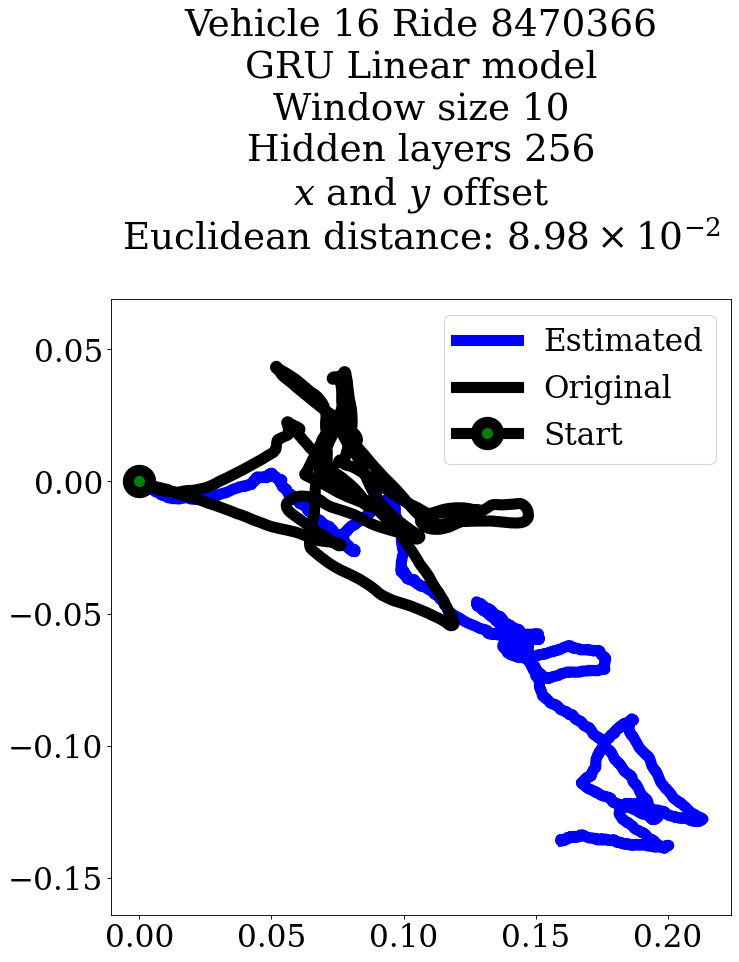 Vehicle 16 Ride 8470366
GRU Linear model
Window size 10
Hidden layers 256
x and y offset
Euclidean distance: 8.98 × 10⁻²
Estimated
Original
Start
0.05
0.00
−0.05
−0.10
−0.15
0.00 0.05 0.10 0.15 0.20